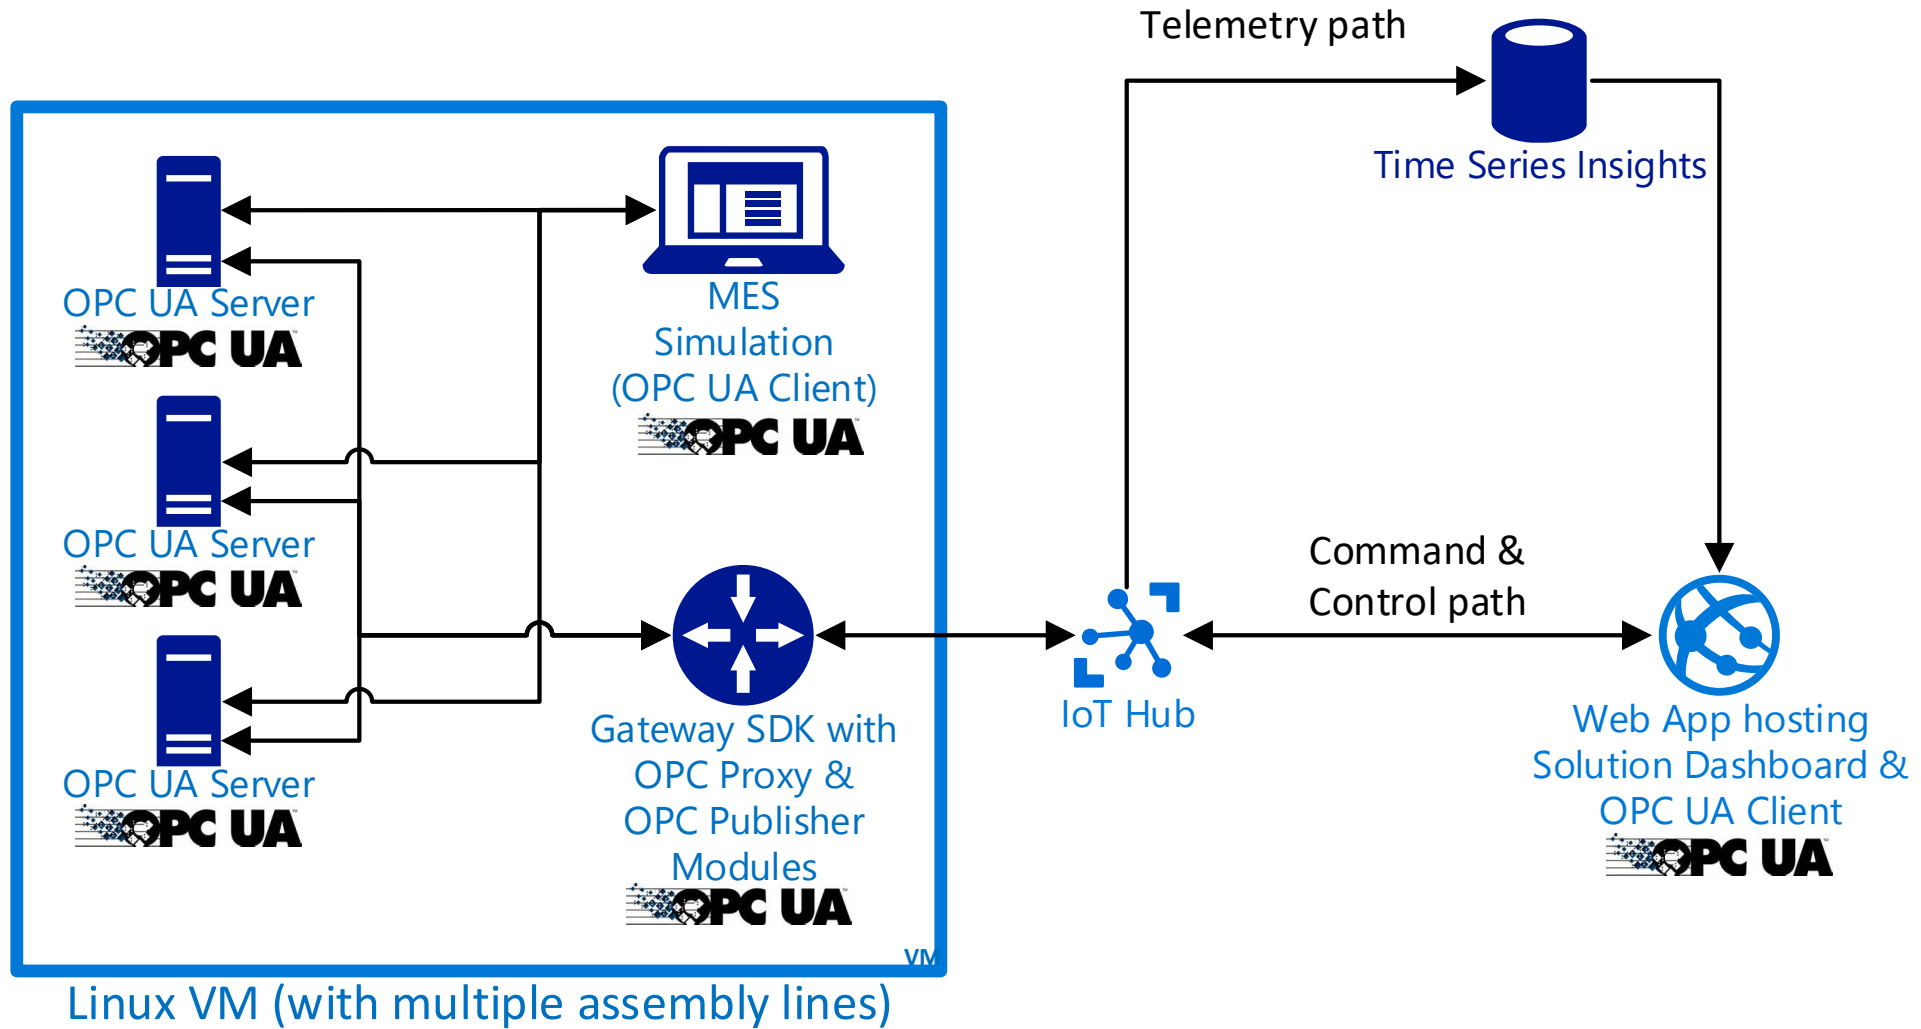 Telemetry path
Time Series Insights
OPC UA Server
OPC UA
MES
Simulation
(OPC UA Client)
OPC UA
OPC UA Server
OPC UA
OPC UA Server
OPC UA
Gateway SDK with
OPC Proxy &
OPC Publisher
Modules
OPC UA
VM
Linux VM (with multiple assembly lines)
IoT Hub
Command &
Control path
Web App hosting
Solution Dashboard &
OPC UA Client
OPC UA